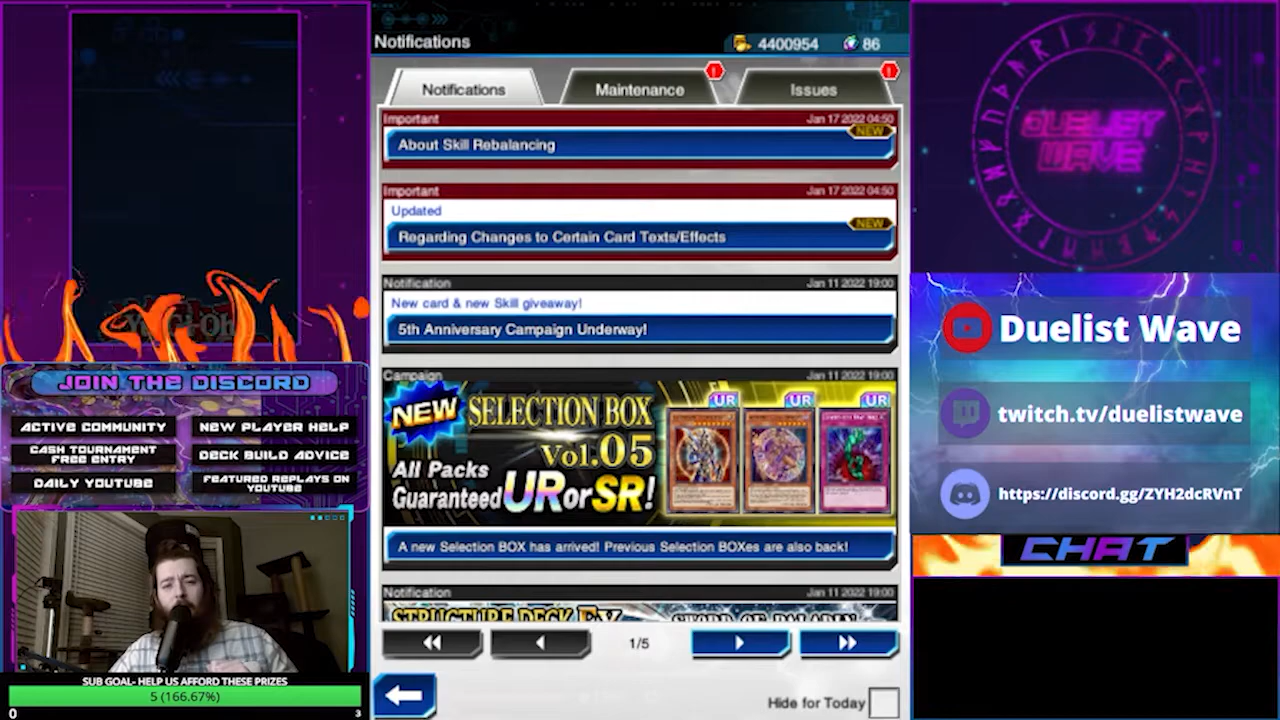 Notifications
4400954
86
Notifications
Maintenance
!
Issues
!
Important
Jan 17 2022 04:50
NEW
About Skill Rebalancing
Important
Jan 17 2022 04:50
Updated
NEW
Regarding Changes to Certain Card Texts/Effects
Notification
Jan 11 2022 19:00
New card & new Skill giveaway!
5th Anniversary Campaign Underway!
Campaign
Jan 11 2022 19:00
NEW
SELECTION BOX
Vol.05
All Packs
Guaranteed UR or SR!
UR
UR
UR
A new Selection BOX has arrived! Previous Selection BOXes are also back!
Notification
Jan 11 2022 19:00
STRUCTURE DECK EX
1/5
Hide for Today
Yu-Gi-Oh
JOIN THE DISCORD
ACTIVE COMMUNITY
NEW PLAYER HELP
CASH TOURNAMENT
FREE ENTRY
DECK BUILD ADVICE
DAILY YOUTUBE
FEATURED REPLAYS ON
YOUTUBE
SUB GOAL- HELP US AFFORD THESE PRIZES
5 (166.67%)
0
3
DUELIST
WAVE
Duelist Wave
twitch.tv/duelistwave
https://discord.gg/ZYH2dcRVnT
CHAT